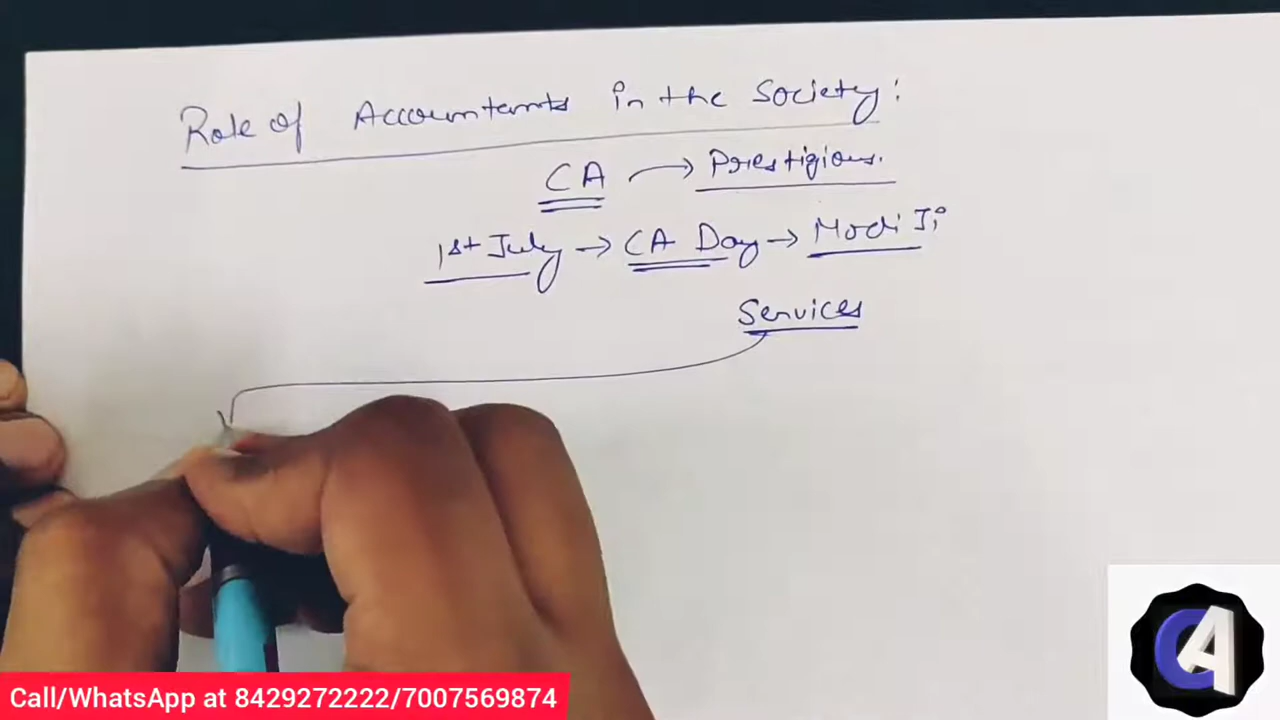 Role of Accountants in the Society:
CA → Prestigious.
1st July → CA Day → Modi Ji
Services
CA
Call/WhatsApp at 8429272222/7007569874